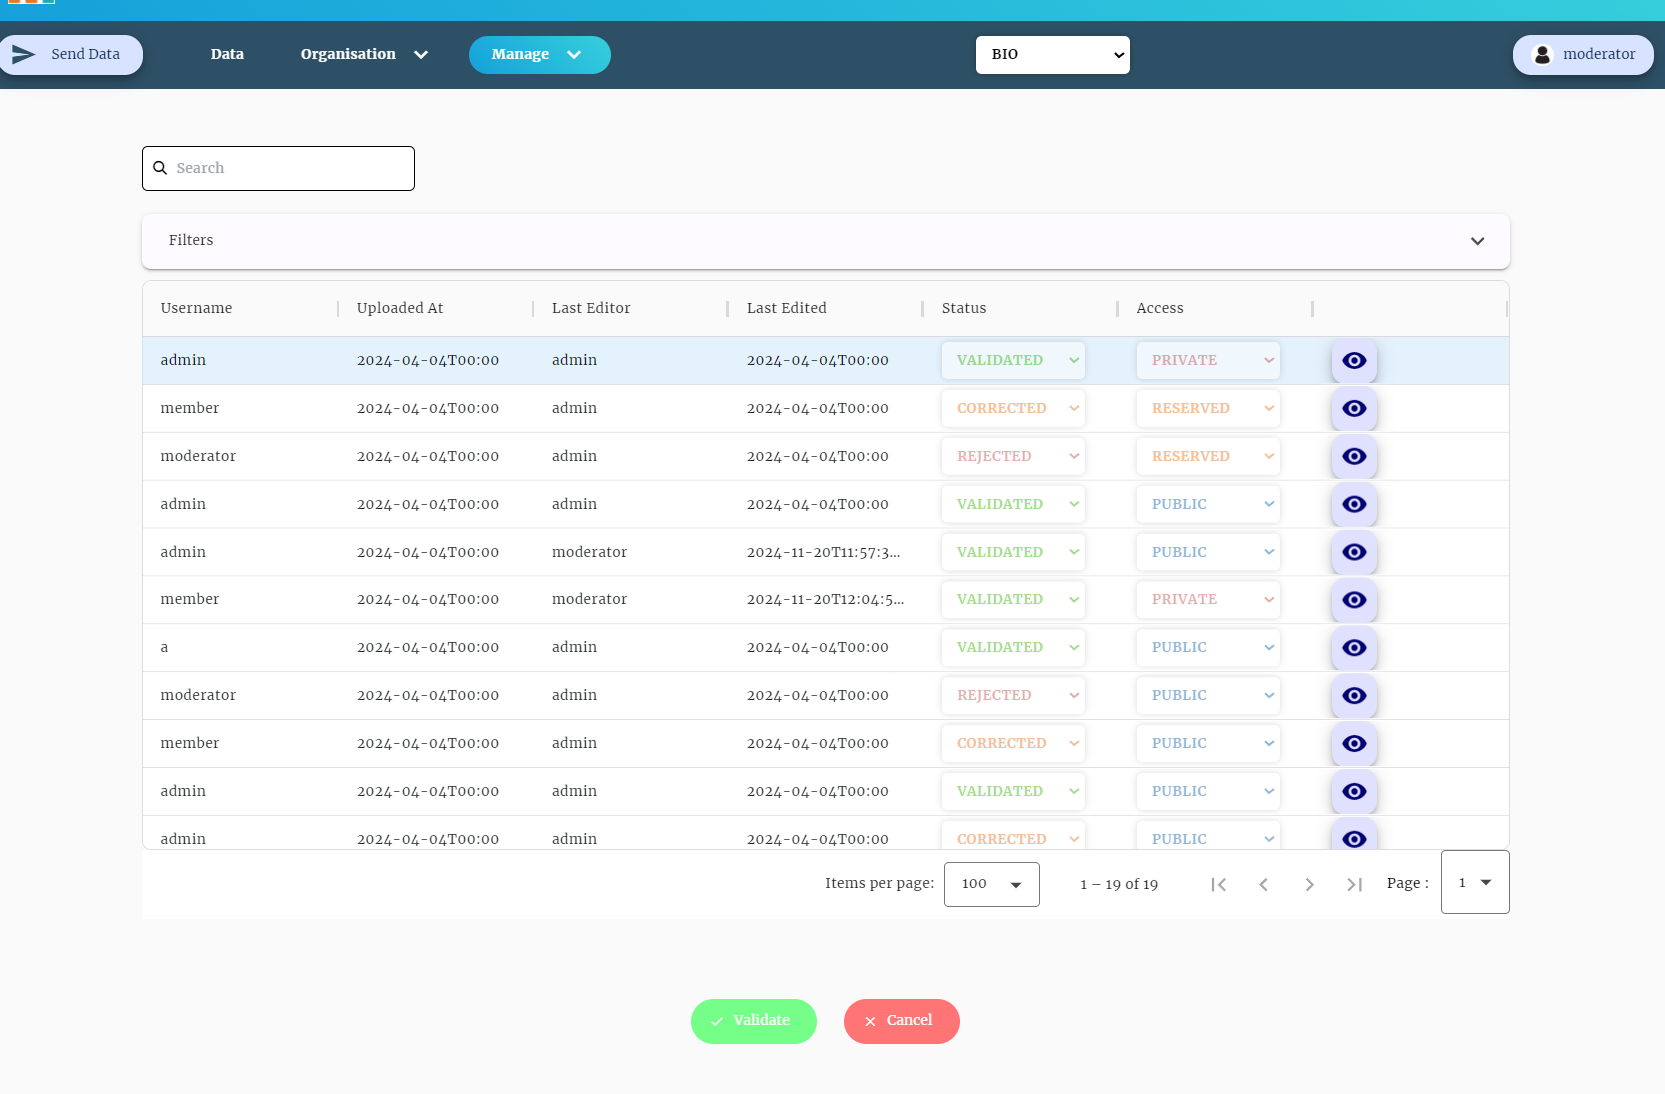 Send Data Data Organisation Manage BIO moderator
Search
Filters
Username Uploaded At Last Editor Last Edited Status Access
admin 2024-04-04T00:00 admin 2024-04-04T00:00 VALIDATED PRIVATE
member 2024-04-04T00:00 admin 2024-04-04T00:00 CORRECTED RESERVED
moderator 2024-04-04T00:00 admin 2024-04-04T00:00 REJECTED RESERVED
admin 2024-04-04T00:00 admin 2024-04-04T00:00 VALIDATED PUBLIC
admin 2024-04-04T00:00 moderator 2024-11-20T11:57:3... VALIDATED PUBLIC
member 2024-04-04T00:00 moderator 2024-11-20T12:04:5... VALIDATED PRIVATE
a 2024-04-04T00:00 admin 2024-04-04T00:00 VALIDATED PUBLIC
moderator 2024-04-04T00:00 admin 2024-04-04T00:00 REJECTED PUBLIC
member 2024-04-04T00:00 admin 2024-04-04T00:00 CORRECTED PUBLIC
admin 2024-04-04T00:00 admin 2024-04-04T00:00 VALIDATED PUBLIC
admin 2024-04-04T00:00 admin 2024-04-04T00:00 CORRECTED PUBLIC
Items per page: 100 1 – 19 of 19 Page : 1
Validate Cancel